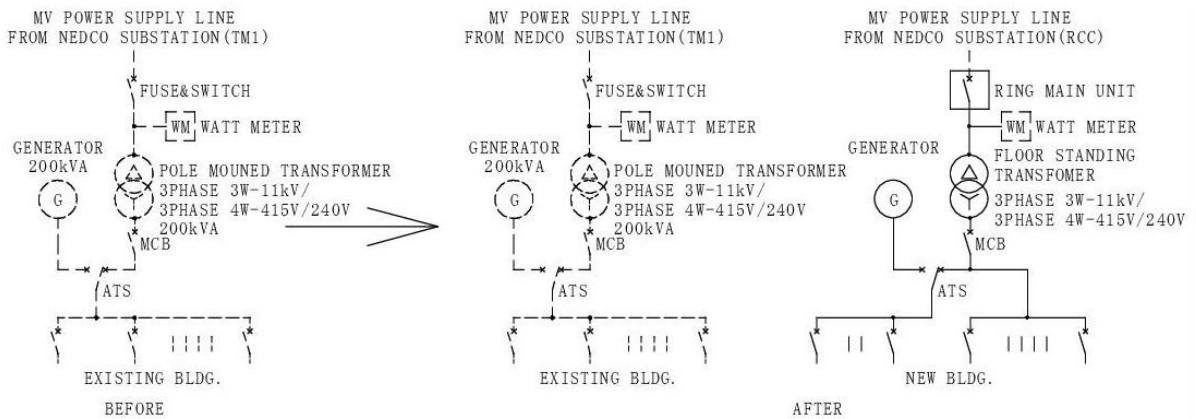 MV POWER SUPPLY LINE
FROM NEDCO SUBSTATION(TM1)
FUSE&SWITCH
WM WATT METER
GENERATOR
200kVA
G
POLE MOUNED TRANSFORMER
3PHASE 3W-11kV/
3PHASE 4W-415V/240V
200kVA
MCB
ATS
EXISTING BLDG.
BEFORE
MV POWER SUPPLY LINE
FROM NEDCO SUBSTATION(TM1)
FUSE&SWITCH
WM WATT METER
GENERATOR
200kVA
G
POLE MOUNED TRANSFORMER
3PHASE 3W-11kV/
3PHASE 4W-415V/240V
200kVA
MCB
ATS
EXISTING BLDG.
MV POWER SUPPLY LINE
FROM NEDCO SUBSTATION(RCC)
RING MAIN UNIT
WM WATT METER
GENERATOR
G
FLOOR STANDING
TRANSFOMER
3PHASE 3W-11kV/
3PHASE 4W-415V/240V
MCB
ATS
NEW BLDG.
AFTER